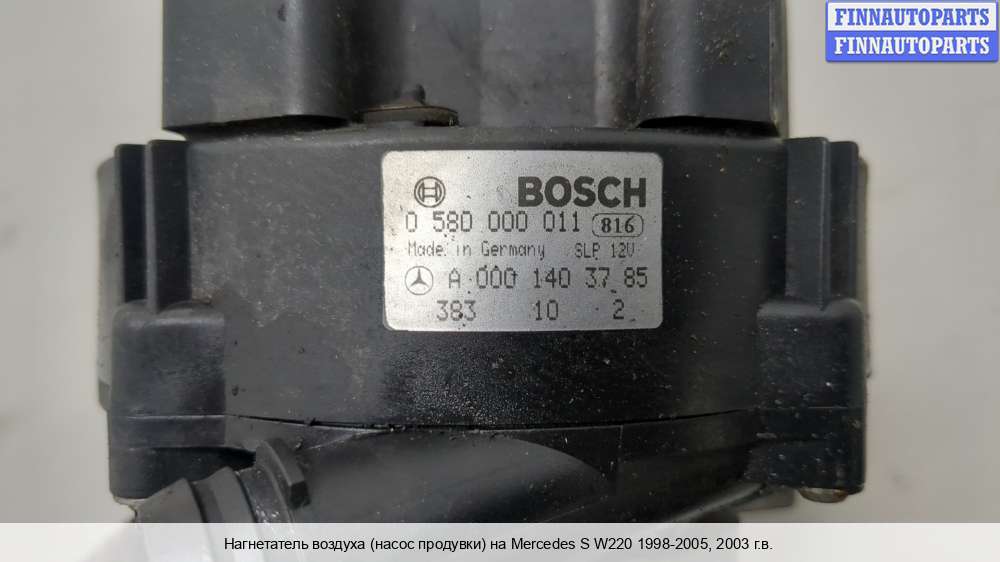 FINNAUTOPARTS
FINNAUTOPARTS
BOSCH
0 580 000 011 816
Made in Germany SLP 12V
A 000 140 37 85
383 10 2
Нагнетатель воздуха (насос продувки) на Mercedes S W220 1998-2005, 2003 г.в.